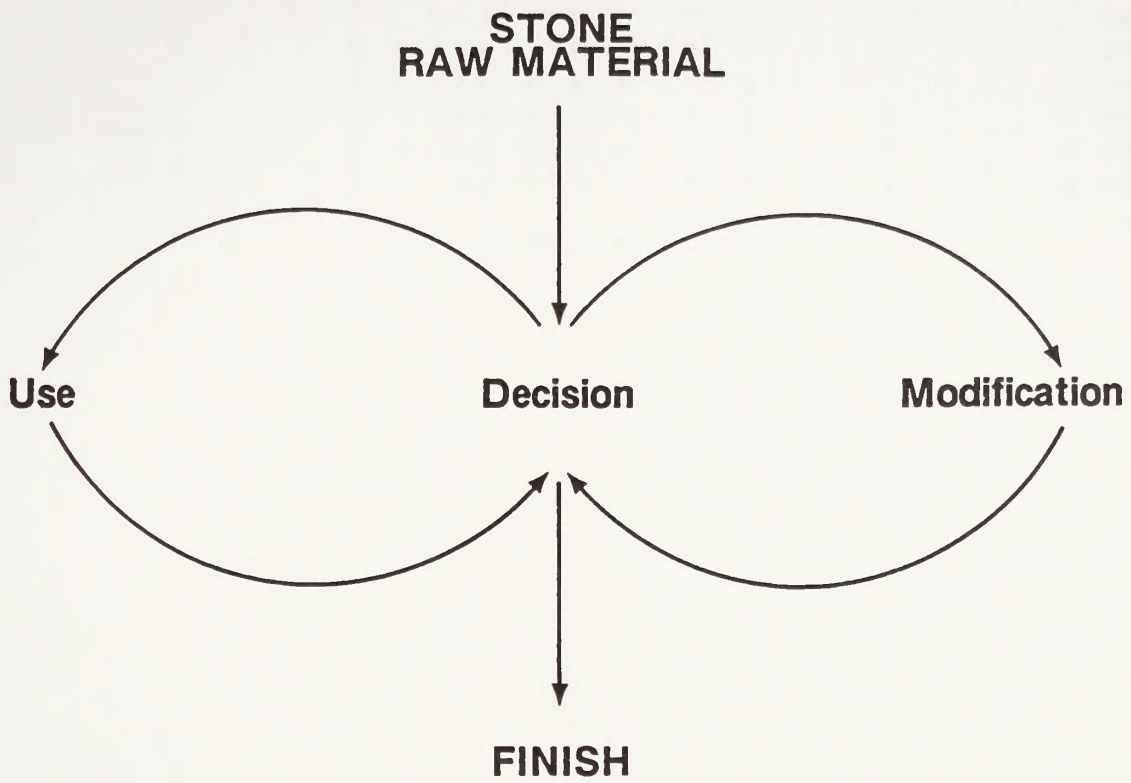 STONE
RAW MATERIAL
Use
Decision
Modification
FINISH